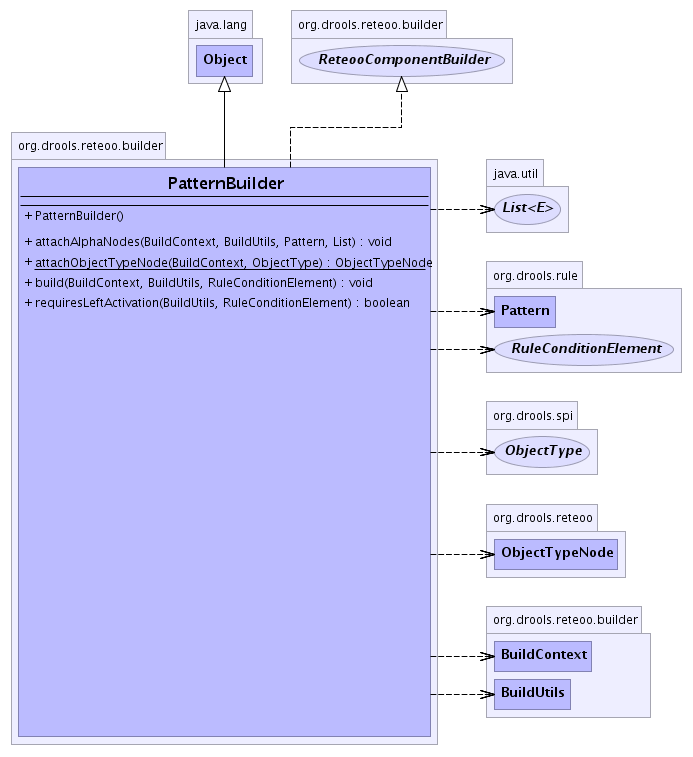 java.lang
Object
org.drools.reteoo.builder
ReteooComponentBuilder
org.drools.reteoo.builder
PatternBuilder
+ PatternBuilder()
+ attachAlphaNodes(BuildContext, BuildUtils, Pattern, List) : void
+ attachObjectTypeNode(BuildContext, ObjectType) : ObjectTypeNode
+ build(BuildContext, BuildUtils, RuleConditionElement) : void
+ requiresLeftActivation(BuildUtils, RuleConditionElement) : boolean
java.util
List<E>
org.drools.rule
Pattern
RuleConditionElement
org.drools.spi
ObjectType
org.drools.reteoo
ObjectTypeNode
org.drools.reteoo.builder
BuildContext
BuildUtils